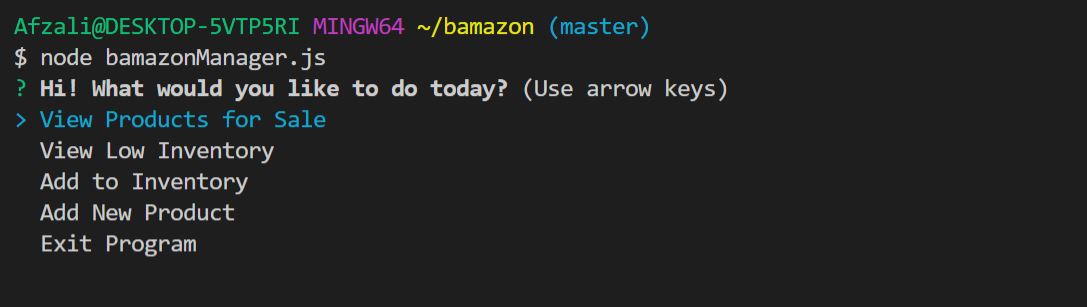 Afzali@DESKTOP-5VTP5RI MINGW64 ~/bamazon (master)
$ node bamazonManager.js
? Hi! What would you like to do today? (Use arrow keys)
> View Products for Sale
  View Low Inventory
  Add to Inventory
  Add New Product
  Exit Program